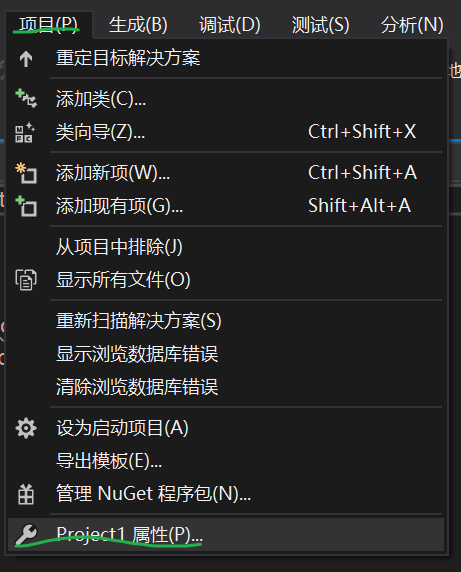 项目(P) 生成(B) 调试(D) 测试(S) 分析(N)
重定目标解决方案
添加类(C)...
类向导(Z)... Ctrl+Shift+X
添加新项(W)... Ctrl+Shift+A
添加现有项(G)... Shift+Alt+A
从项目中排除(J)
显示所有文件(O)
重新扫描解决方案(S)
显示浏览数据库错误
清除浏览数据库错误
设为启动项目(A)
导出模板(E)...
管理 NuGet 程序包(N)...
Project1 属性(P)...